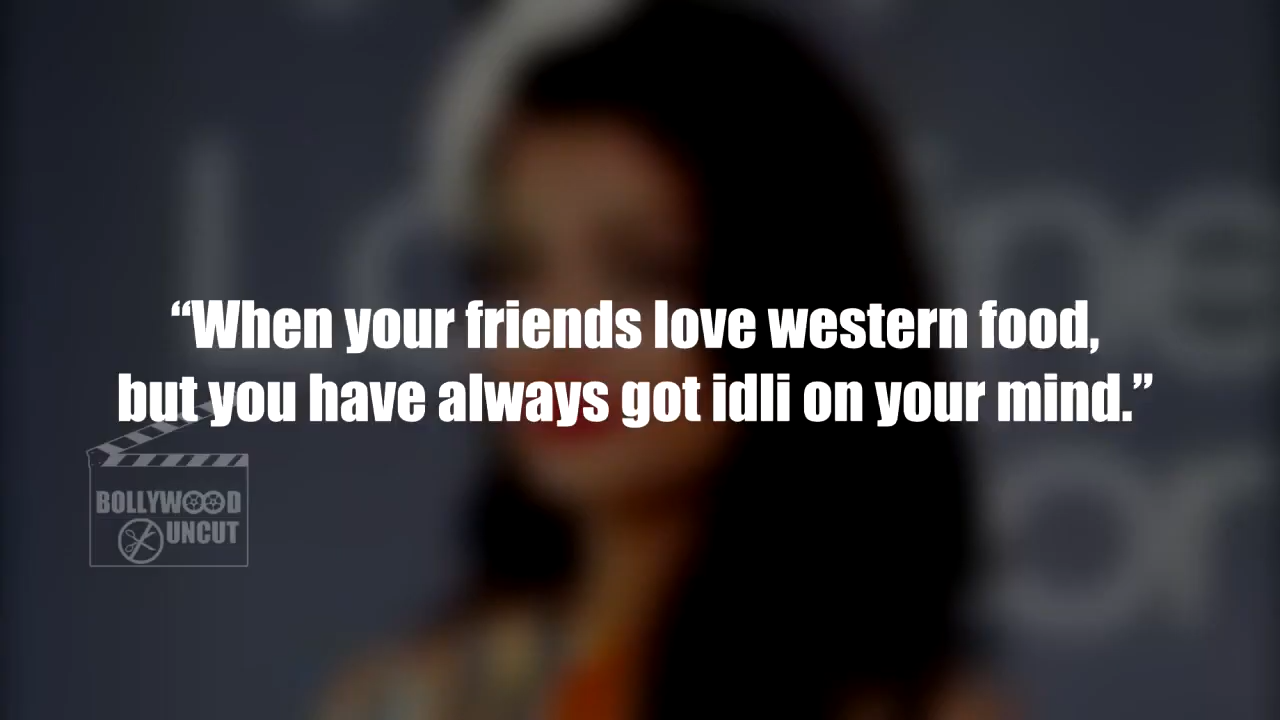 “When your friends love western food,
but you have always got idli on your mind.”
BOLLYWOOD
UNCUT